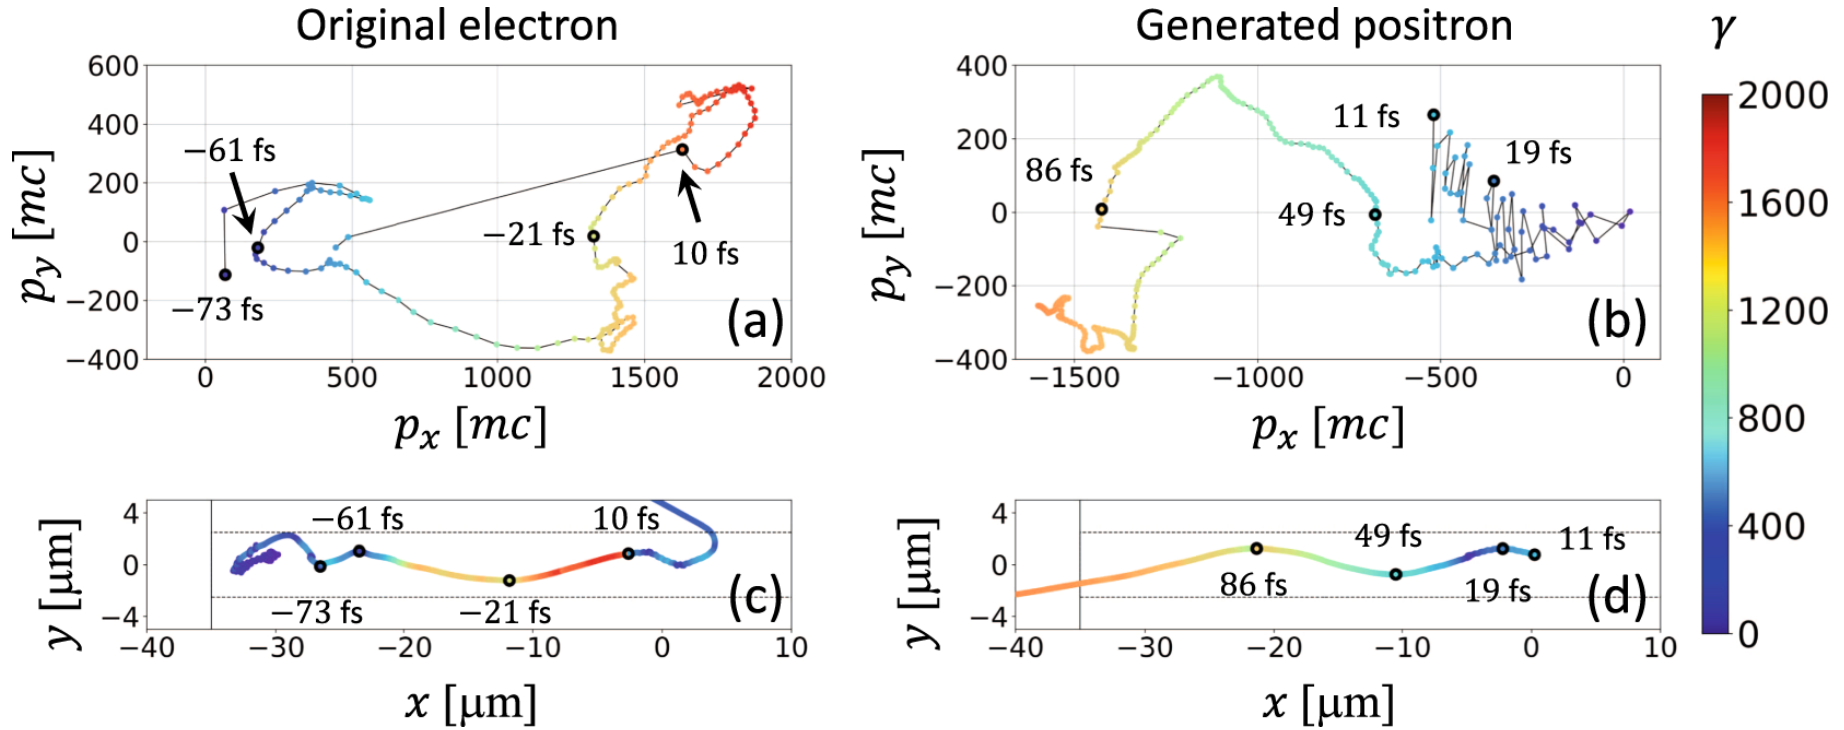 Original electron
Generated positron
γ
600
400
200
0
−200
−400
p_y [mc]
−61 fs
−73 fs
−21 fs
10 fs
(a)
0
500
1000
1500
2000
p_x [mc]
400
200
0
−200
−400
p_y [mc]
11 fs
19 fs
86 fs
49 fs
(b)
−1500
−1000
−500
0
p_x [mc]
2000
1600
1200
800
400
0
4
0
−4
y [μm]
−61 fs
10 fs
−73 fs
−21 fs
(c)
−40
−30
−20
−10
0
10
x [μm]
4
0
−4
y [μm]
49 fs
11 fs
86 fs
19 fs
(d)
−40
−30
−20
−10
0
10
x [μm]